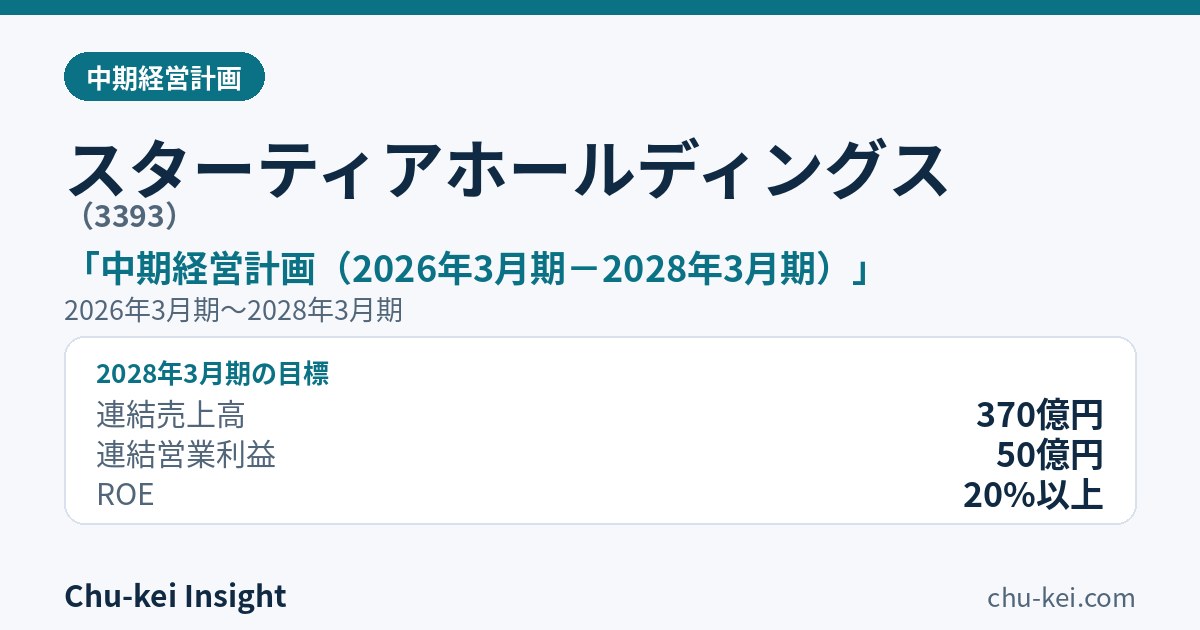 中期経営計画
スターティアホールディングス
（3393）
「中期経営計画（2026年3月期－2028年3月期）」
2026年3月期～2028年3月期
2028年3月期の目標
連結売上高 370億円
連結営業利益 50億円
ROE 20%以上
Chu-kei Insight chu-kei.com